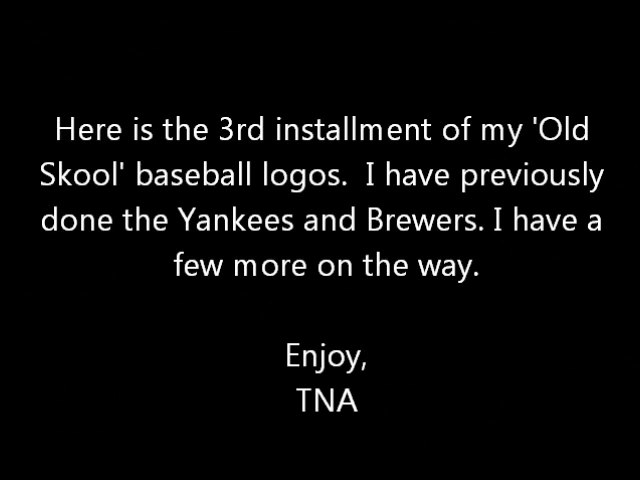 Here is the 3rd installment of my 'Old
Skool' baseball logos.  I have previously
done the Yankees and Brewers. I have a
few more on the way.
Enjoy,
TNA